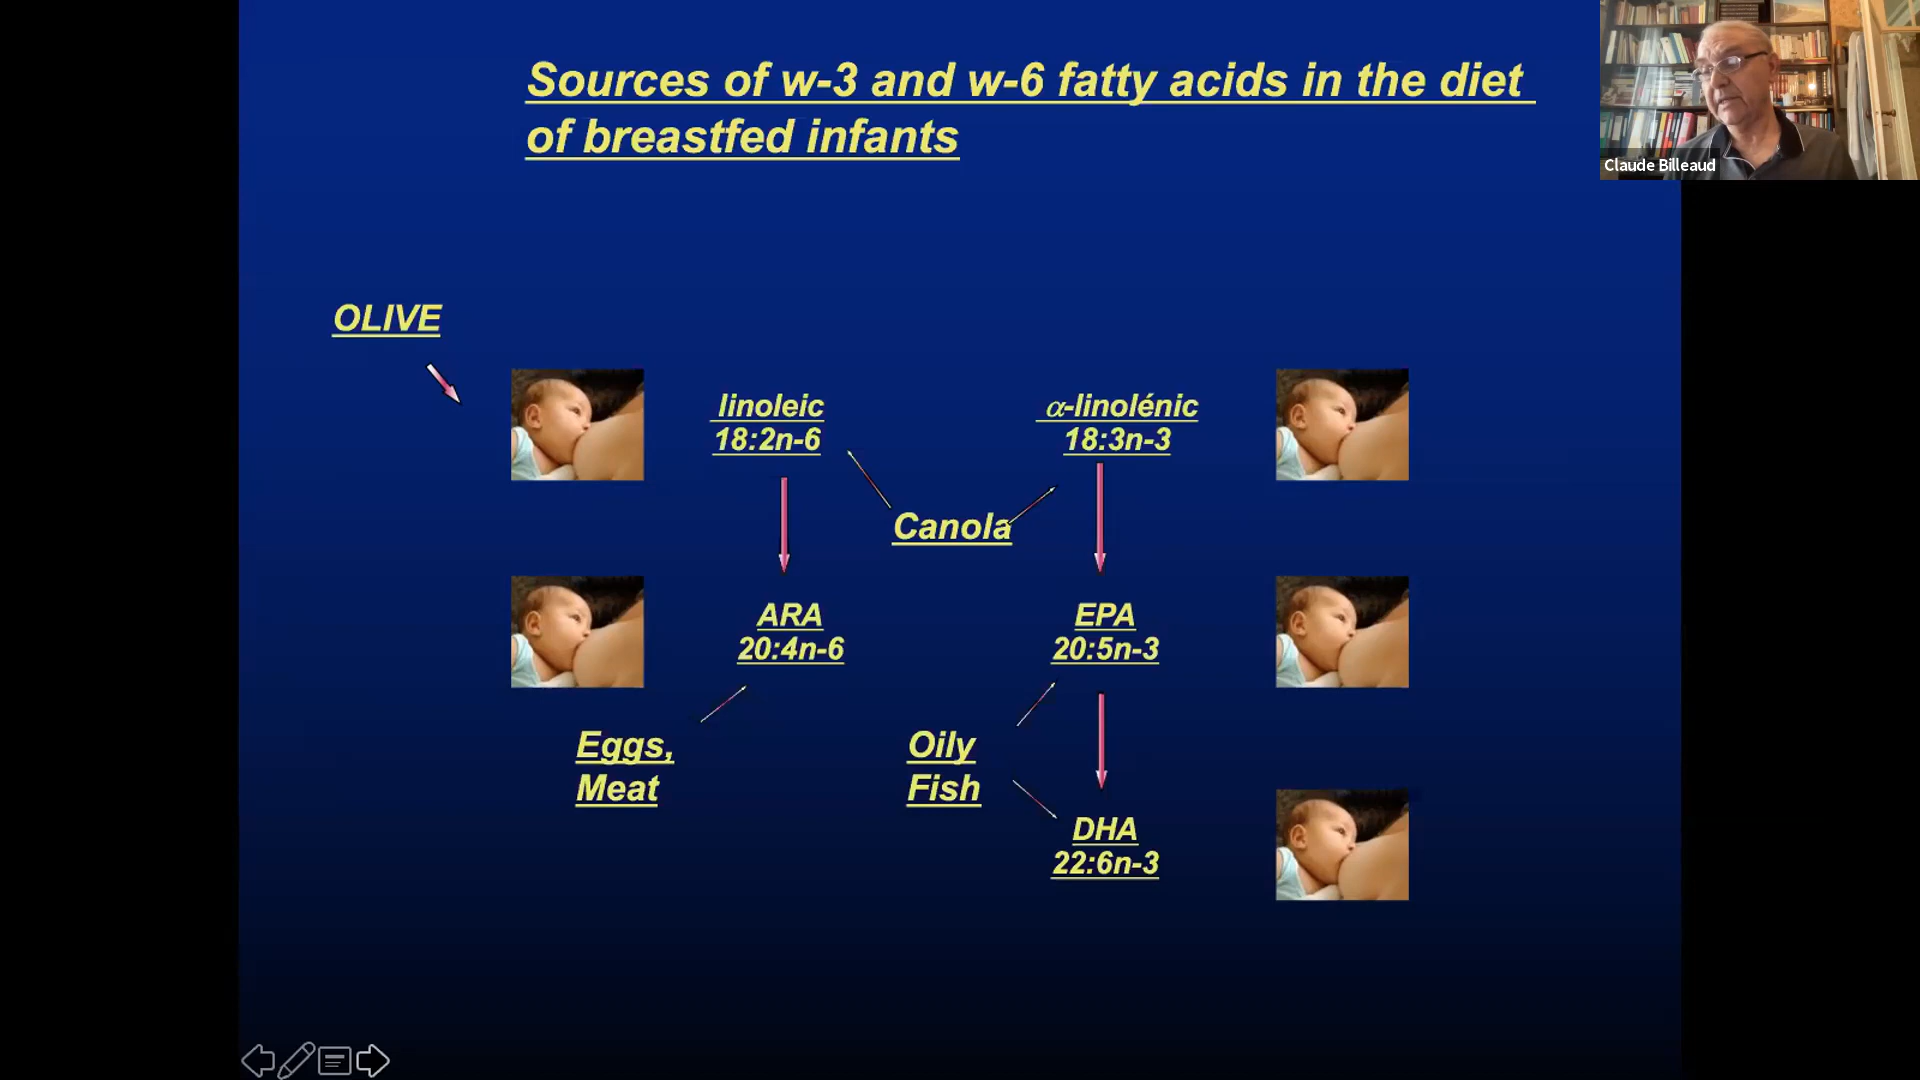 Sources of w-3 and w-6 fatty acids in the diet
of breastfed infants
Claude Billeaud
OLIVE
linoleic
18:2n-6
α-linolénic
18:3n-3
Canola
ARA
20:4n-6
EPA
20:5n-3
Eggs,
Meat
Oily
Fish
DHA
22:6n-3